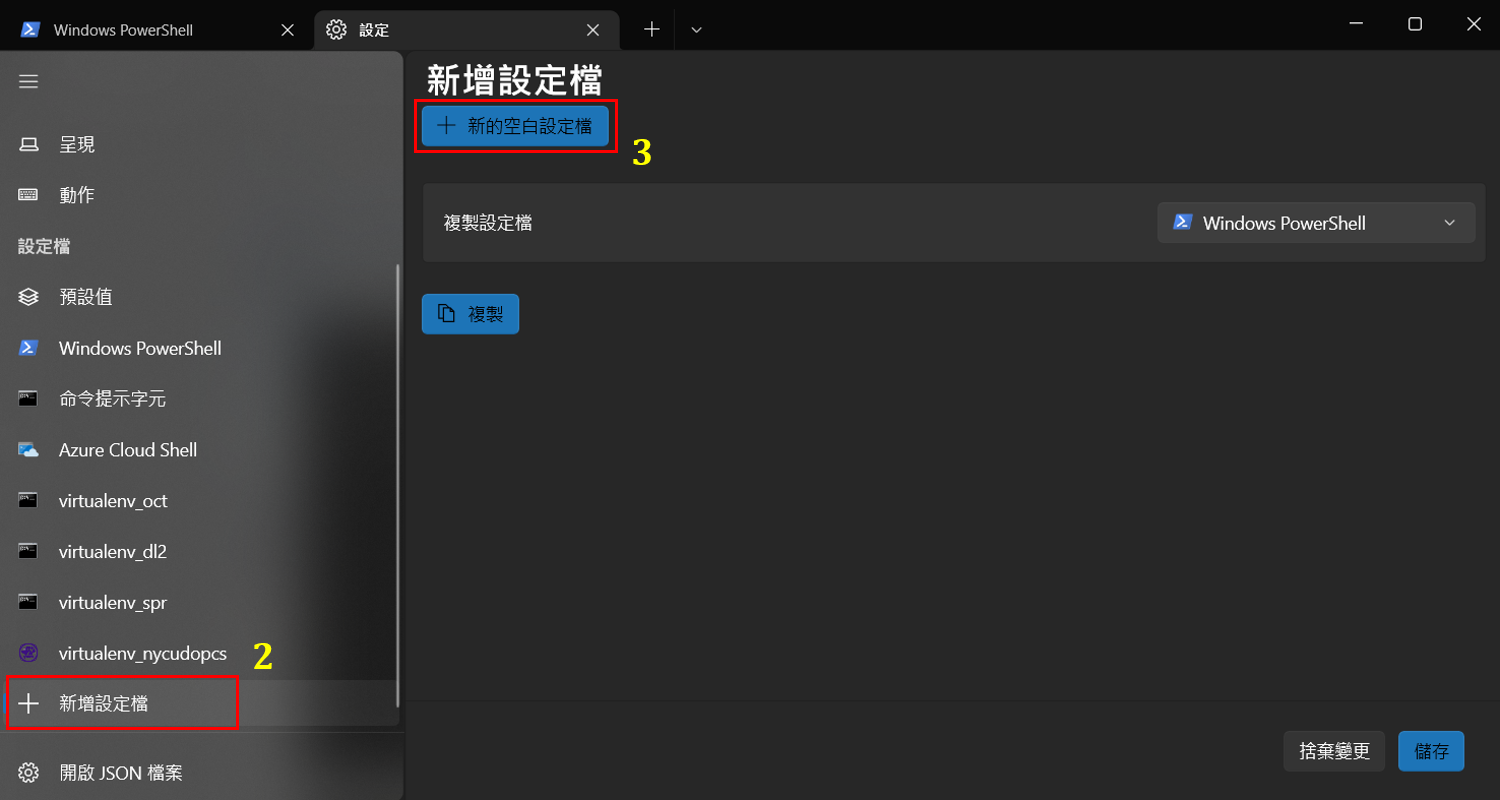 Windows PowerShell
設定
呈現
動作
設定檔
預設值
Windows PowerShell
命令提示字元
Azure Cloud Shell
virtualenv_oct
virtualenv_dl2
virtualenv_spr
virtualenv_nycudopcs
2
新增設定檔
開啟 JSON 檔案
新增設定檔
新的空白設定檔
3
複製設定檔
Windows PowerShell
複製
捨棄變更
儲存